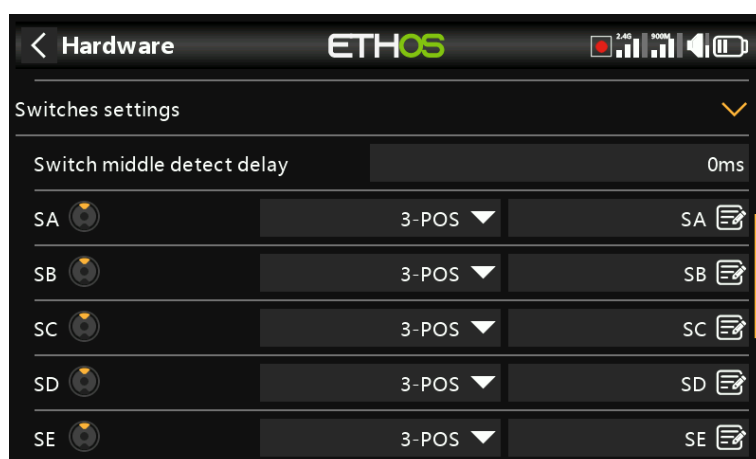 Hardware ETHOS 2.4G 900M
Switches settings
Switch middle detect delay 0ms
SA 3-POS SA
SB 3-POS SB
SC 3-POS SC
SD 3-POS SD
SE 3-POS SE